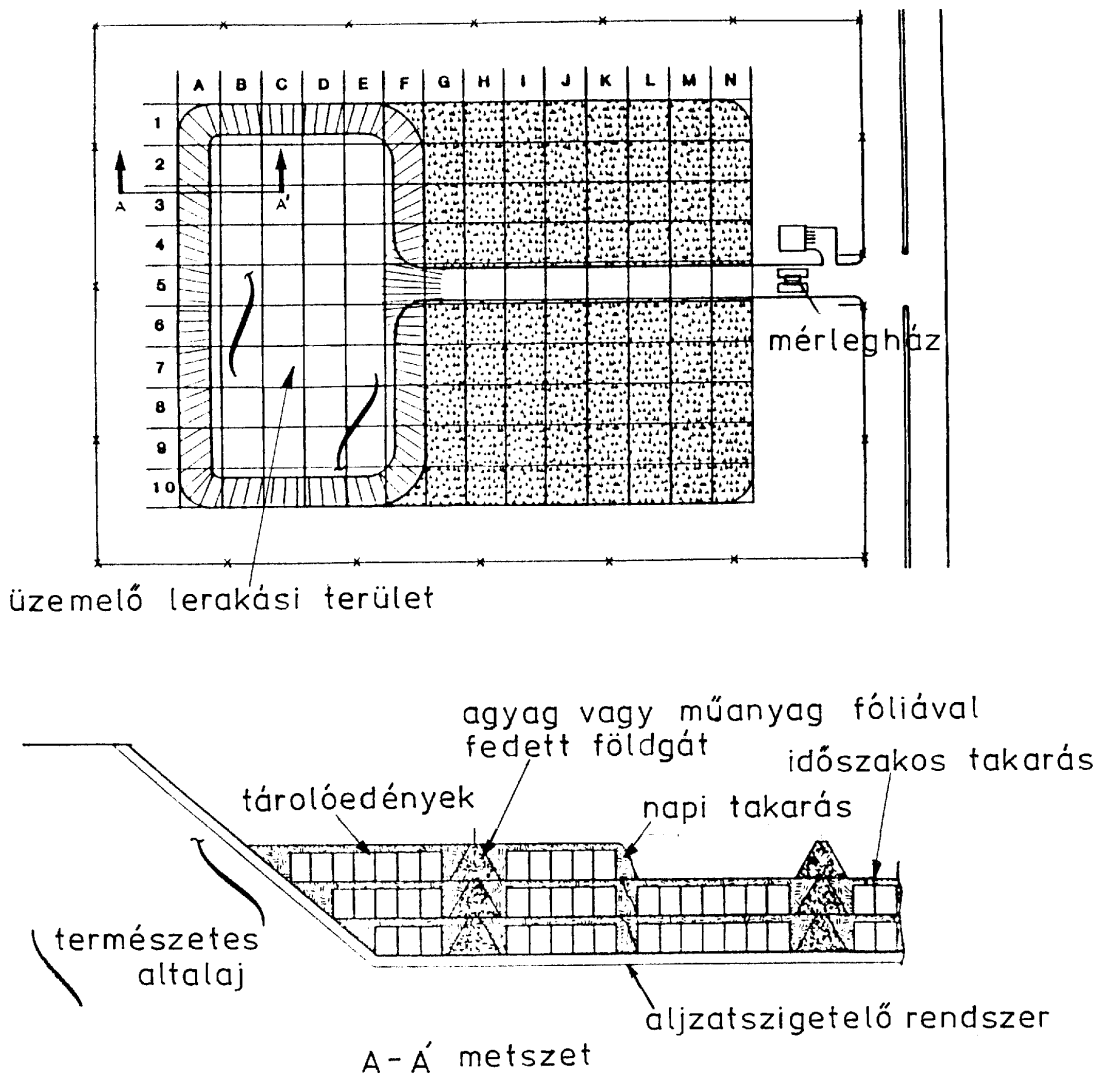 A B C D E F G H I J K L M N
1
2
3
4
5
6
7
8
9
10
A A'
mérlegház
üzemelő lerakási terület
agyag vagy műanyag fóliával
fedett földgát
időszakos takarás
tárolóedények
napi takarás
természetes
altalaj
aljzatszigetelő rendszer
A-A' metszet